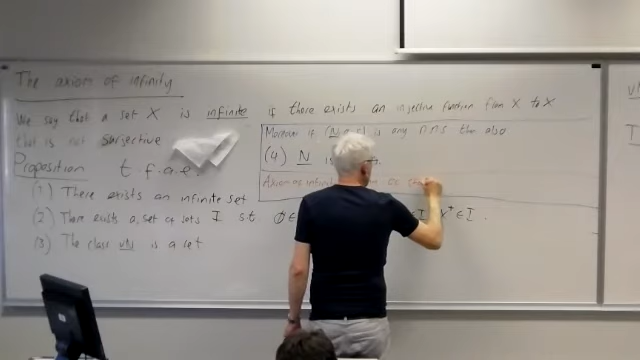 The axiom of infinity
We say that a set X is infinite if there exists an injective function from X to X
that is not surjective
Proposition t.f.a.e.
(1) There exists an infinite set
(2) There exists a set of sets I s.t. ∅ ∈ I X⁺ ∈ I.
(3) The class vN is a set
Moreover if is any nns then also
(4) N is
Axiom of
vN
I